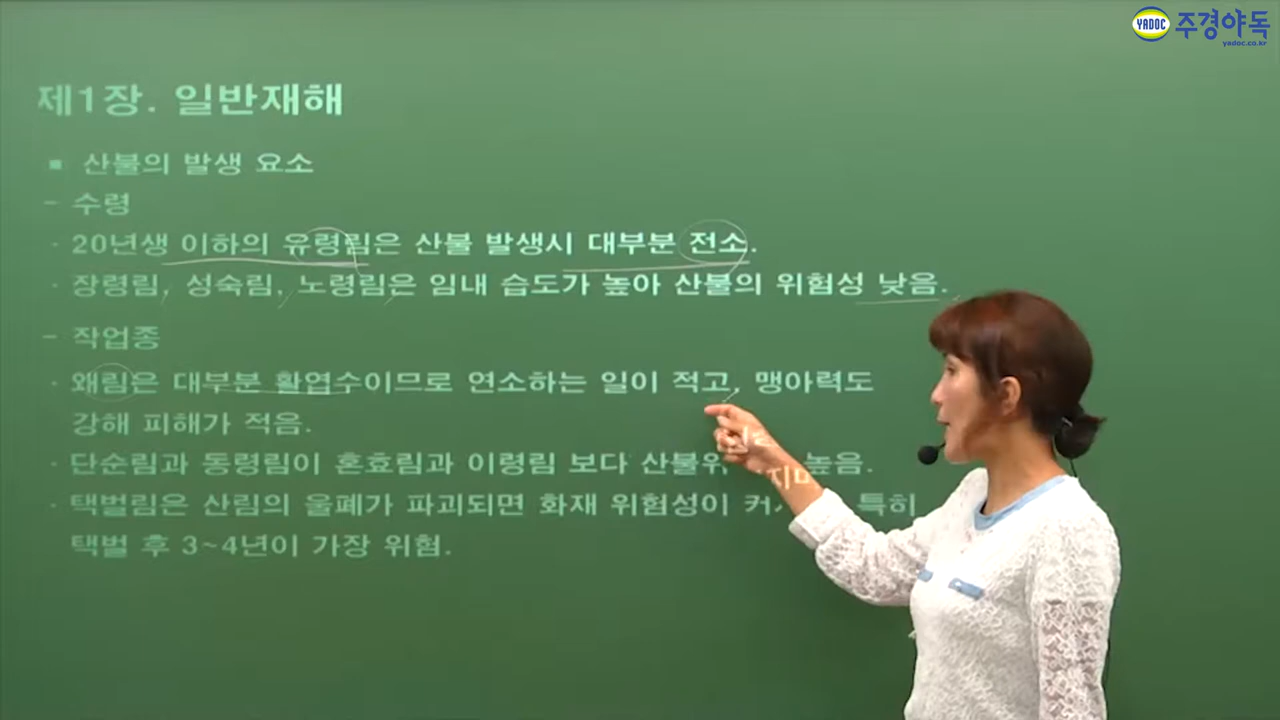 YADOC 주경야독
yadoc.co.kr
제1장. 일반재해
■ 산불의 발생 요소
- 수령
· 20년생 이하의 유령림은 산불 발생시 대부분 전소.
· 장령림, 성숙림, 노령림은 임내 습도가 높아 산불의 위험성 낮음.
- 작업종
· 왜림은 대부분 활엽수이므로 연소하는 일이 적고, 맹아력도
강해 피해가 적음.
· 단순림과 동령림이 혼효림과 이령림 보다 산불위 높음.
· 택벌림은 산림의 울폐가 파괴되면 화재 위험성이 특히
택벌 후 3~4년이 가장 위험.